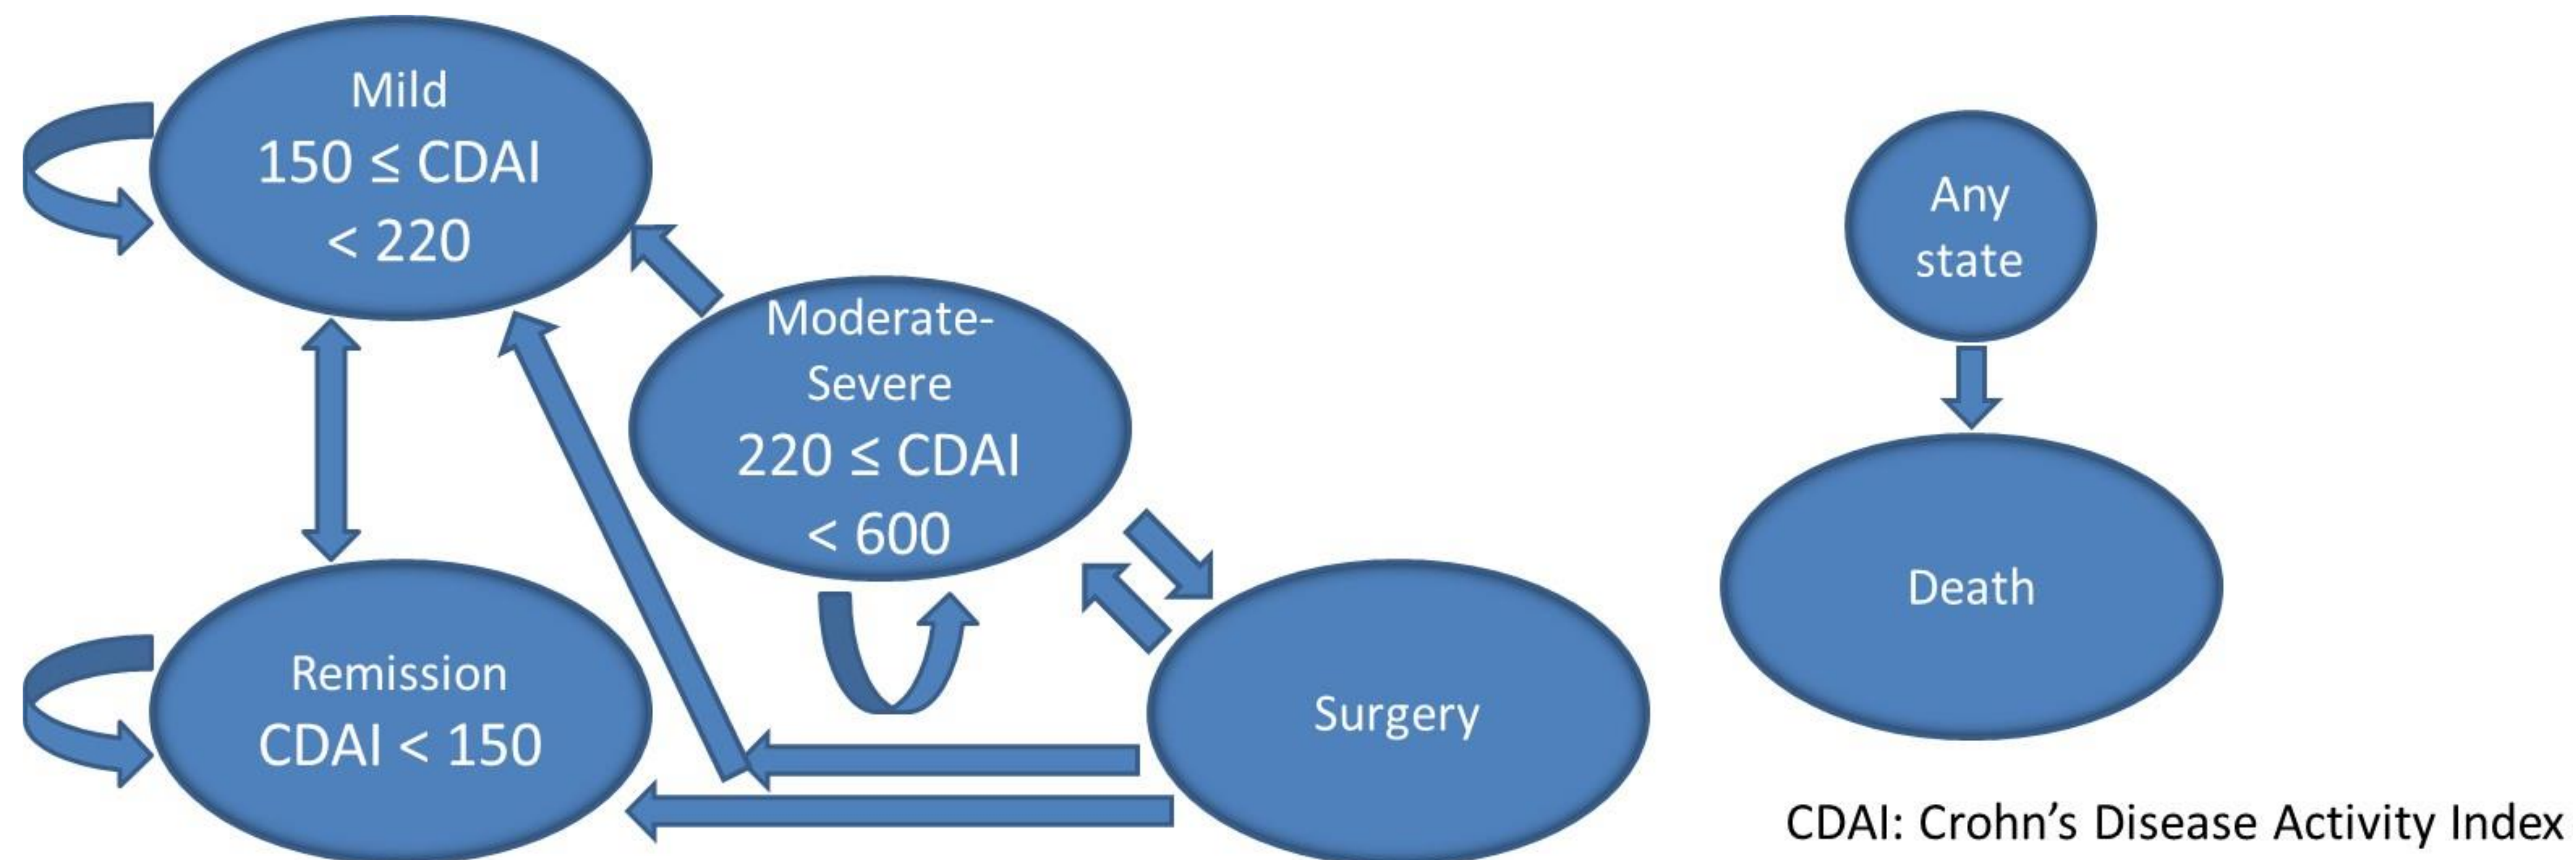 Mild
150 ≤ CDAI
< 220
Moderate-
Severe
220 ≤ CDAI
< 600
Remission
CDAI < 150
Surgery
Any
state
Death
CDAI: Crohn’s Disease Activity Index